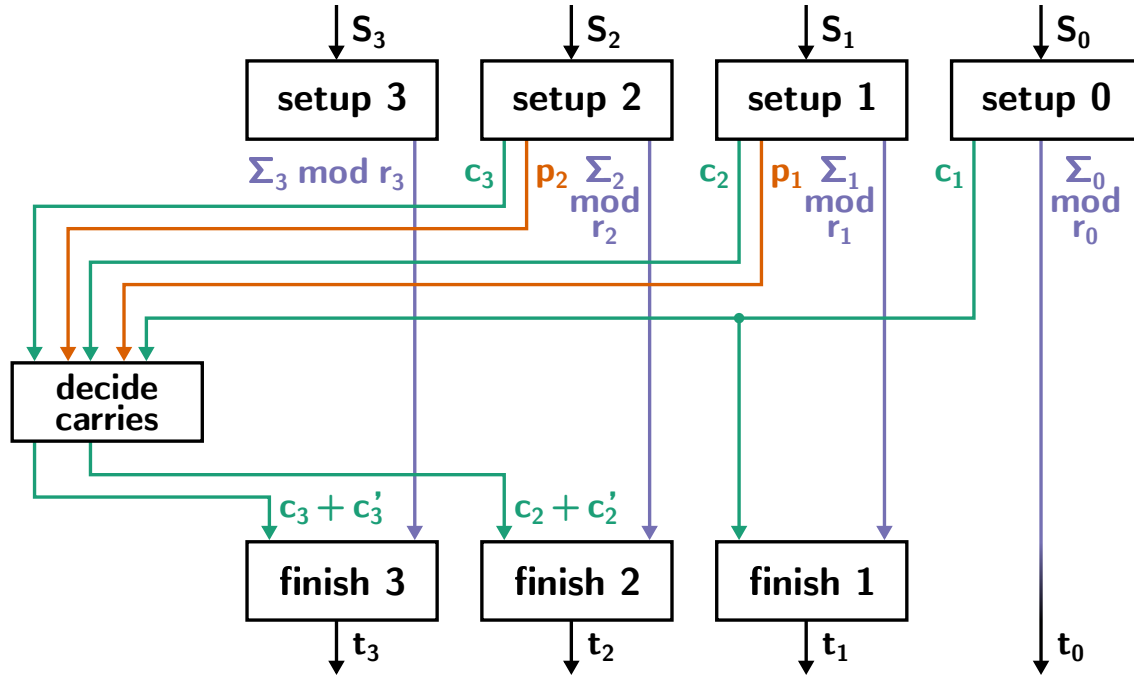 S₃ S₂ S₁ S₀
setup 3 setup 2 setup 1 setup 0
Σ₃ mod r₃ c₃ p₂ Σ₂ c₂ p₁ Σ₁ c₁ Σ₀
mod mod mod
r₂ r₁ r₀
decide
carries
c₃ + c₃' c₂ + c₂'
finish 3 finish 2 finish 1
t₃ t₂ t₁ t₀